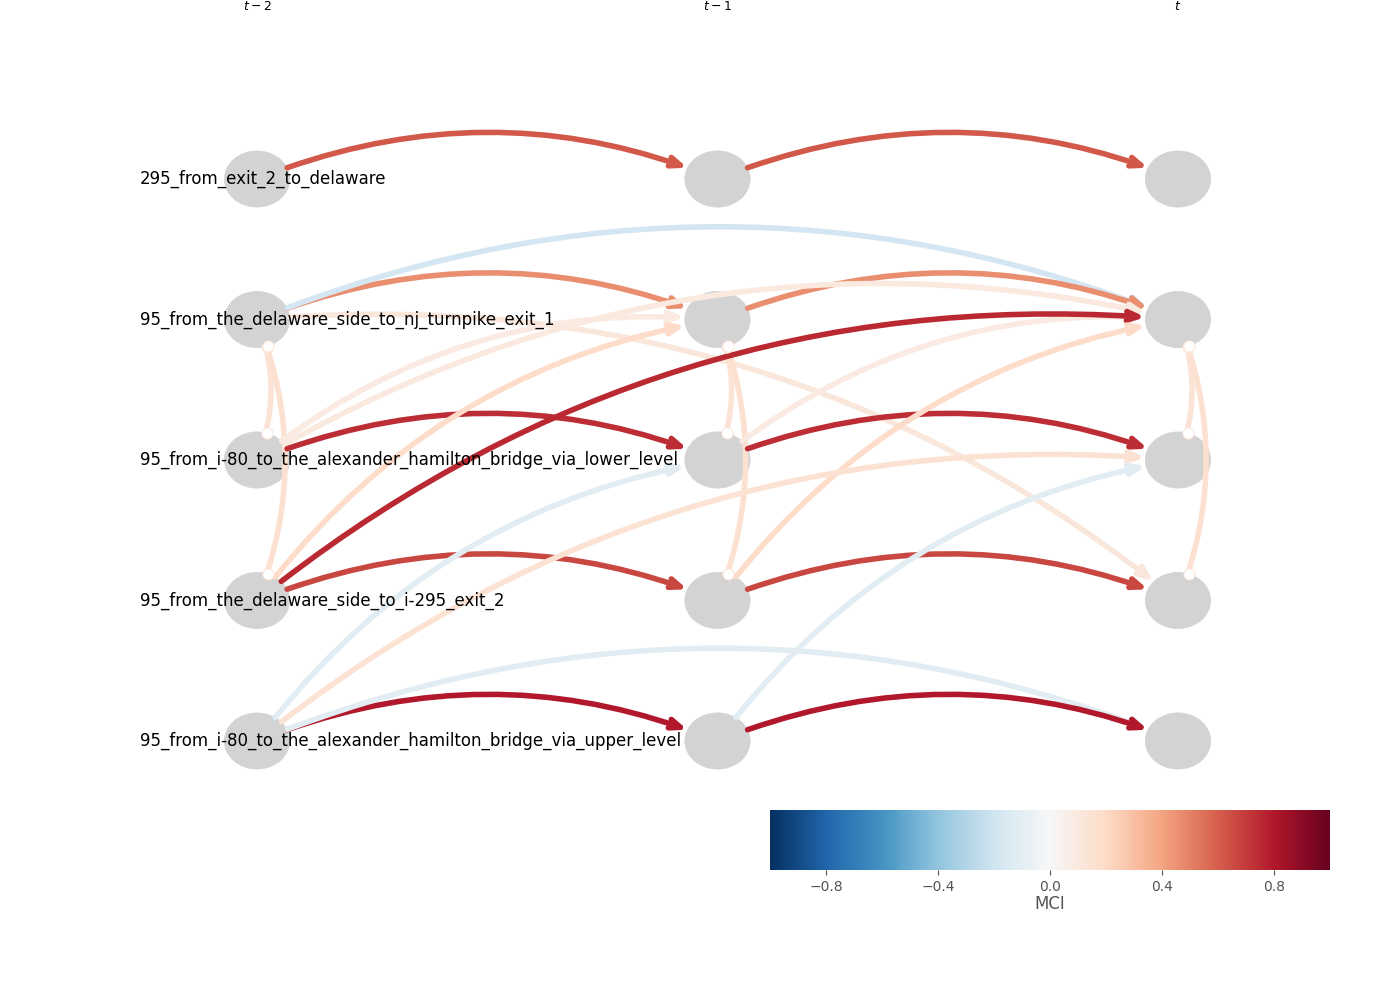 t − 2
t − 1
t
295_from_exit_2_to_delaware
95_from_the_delaware_side_to_nj_turnpike_exit_1
95_from_i-80_to_the_alexander_hamilton_bridge_via_lower_level
95_from_the_delaware_side_to_i-295_exit_2
95_from_i-80_to_the_alexander_hamilton_bridge_via_upper_level
−0.8
−0.4
0.0
0.4
0.8
MCI